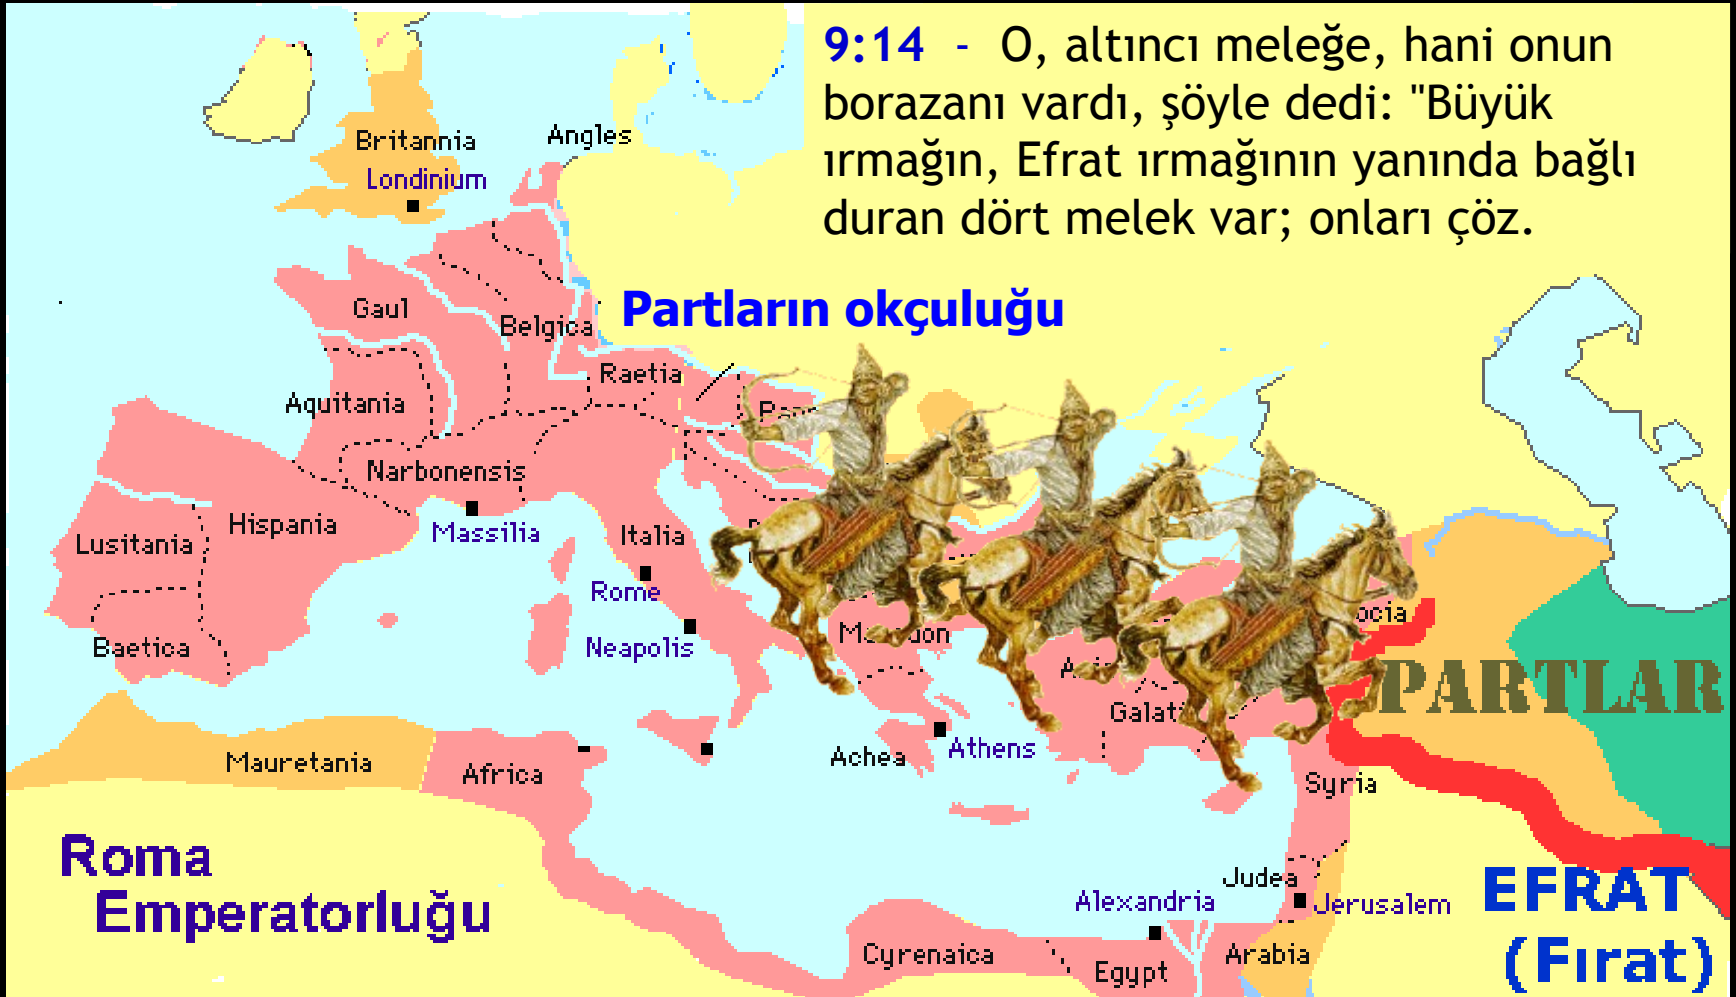 9:14 - O, altıncı meleğe, hani onun
borazanı vardı, şöyle dedi: "Büyük
ırmağın, Efrat ırmağının yanında bağlı
duran dört melek var; onları çöz.
Partların okçuluğu
Britannia
Londinium
Angles
Gaul
Belgica
Raetia
Aquitania
Narbonensis
Massilia
Hispania
Lusitania
Baetica
Italia
Rome
Neapolis
Galat
Achea
Athens
PARTLAR
Mauretania
Africa
Syria
Roma
Emperatorluğu
Judea
Jerusalem
Alexandria
Cyrenaica
Egypt
Arabia
EFRAT
(Fırat)